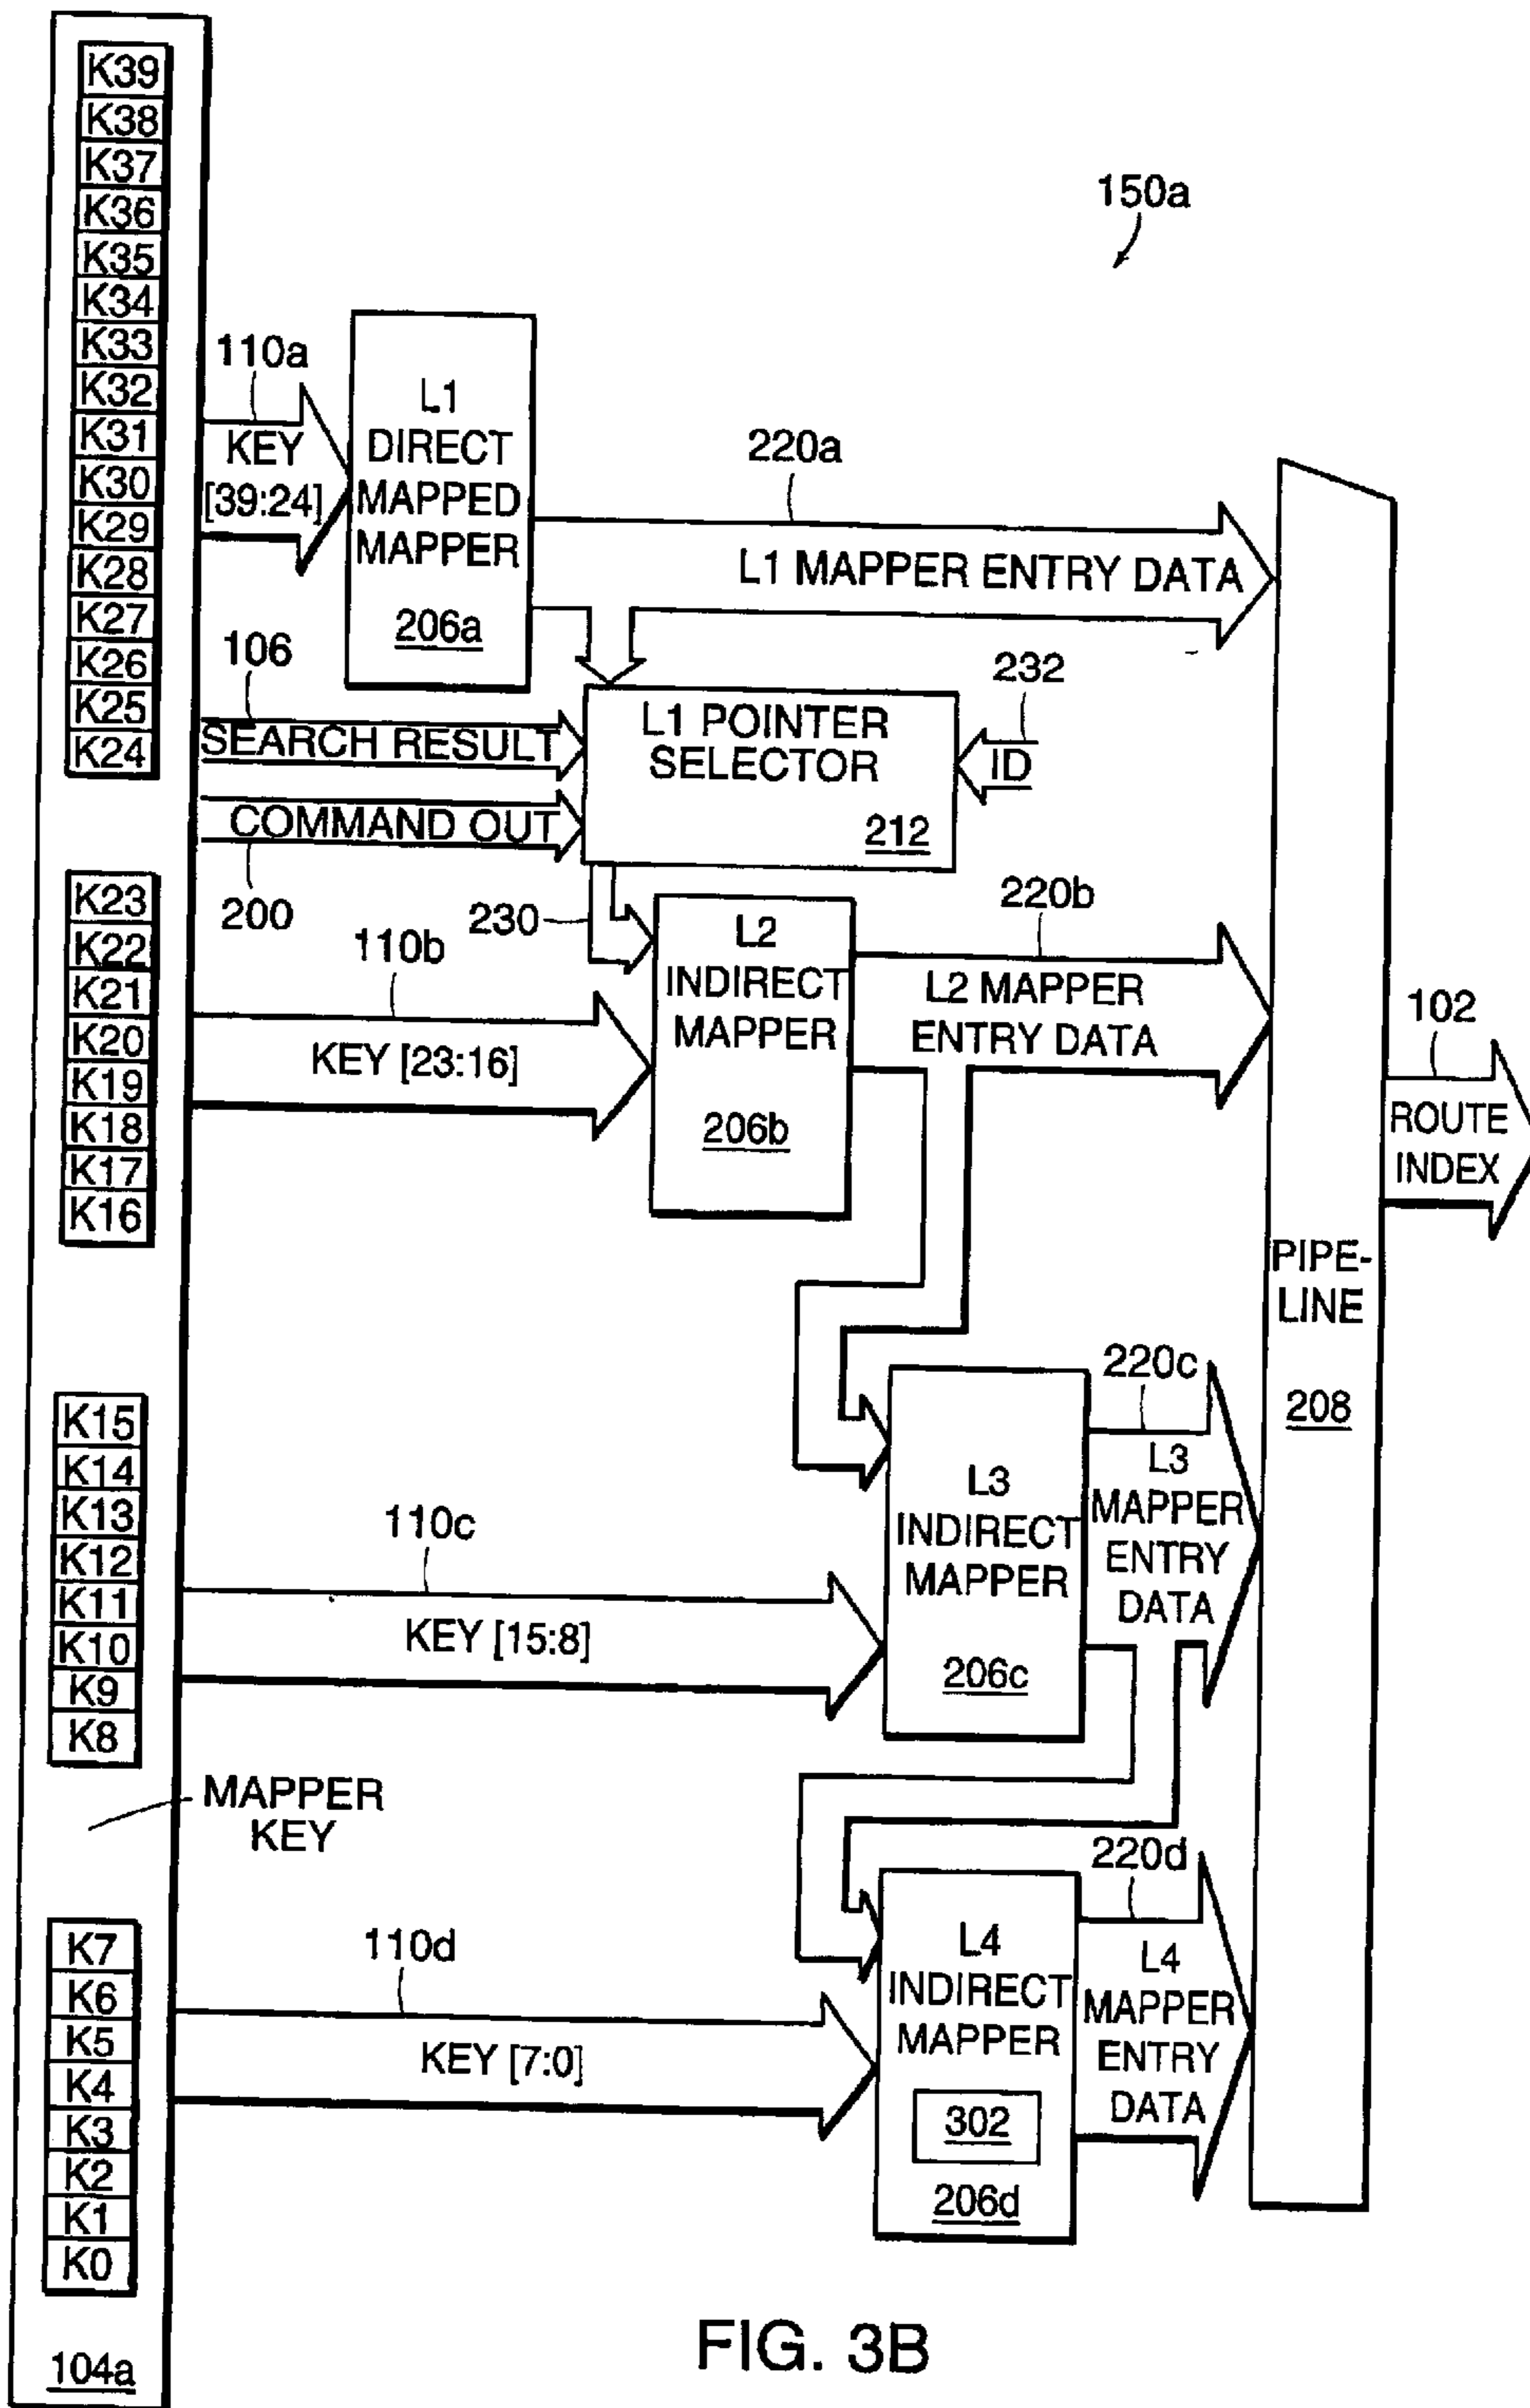 K39
K38
K37
K36
K35
K34
K33
K32
K31
K30
K29
K28
K27
K26
K25
K24
K23
K22
K21
K20
K19
K18
K17
K16
K15
K14
K13
K12
K11
K10
K9
K8
MAPPER
KEY
K7
K6
K5
K4
K3
K2
K1
K0
104a
150a
110a
KEY
[39:24]
L1
DIRECT
MAPPED
MAPPER
206a
220a
L1 MAPPER ENTRY DATA
106
SEARCH RESULT
COMMAND OUT
200
L1 POINTER
SELECTOR
212
232
ID
230
110b
KEY [23:16]
L2
INDIRECT
MAPPER
206b
220b
L2 MAPPER
ENTRY DATA
102
ROUTE
INDEX
PIPE-
LINE
208
110c
KEY [15:8]
L3
INDIRECT
MAPPER
206c
220c
L3
MAPPER
ENTRY
DATA
110d
KEY [7:0]
L4
INDIRECT
MAPPER
302
206d
220d
L4
MAPPER
ENTRY
DATA
FIG. 3B